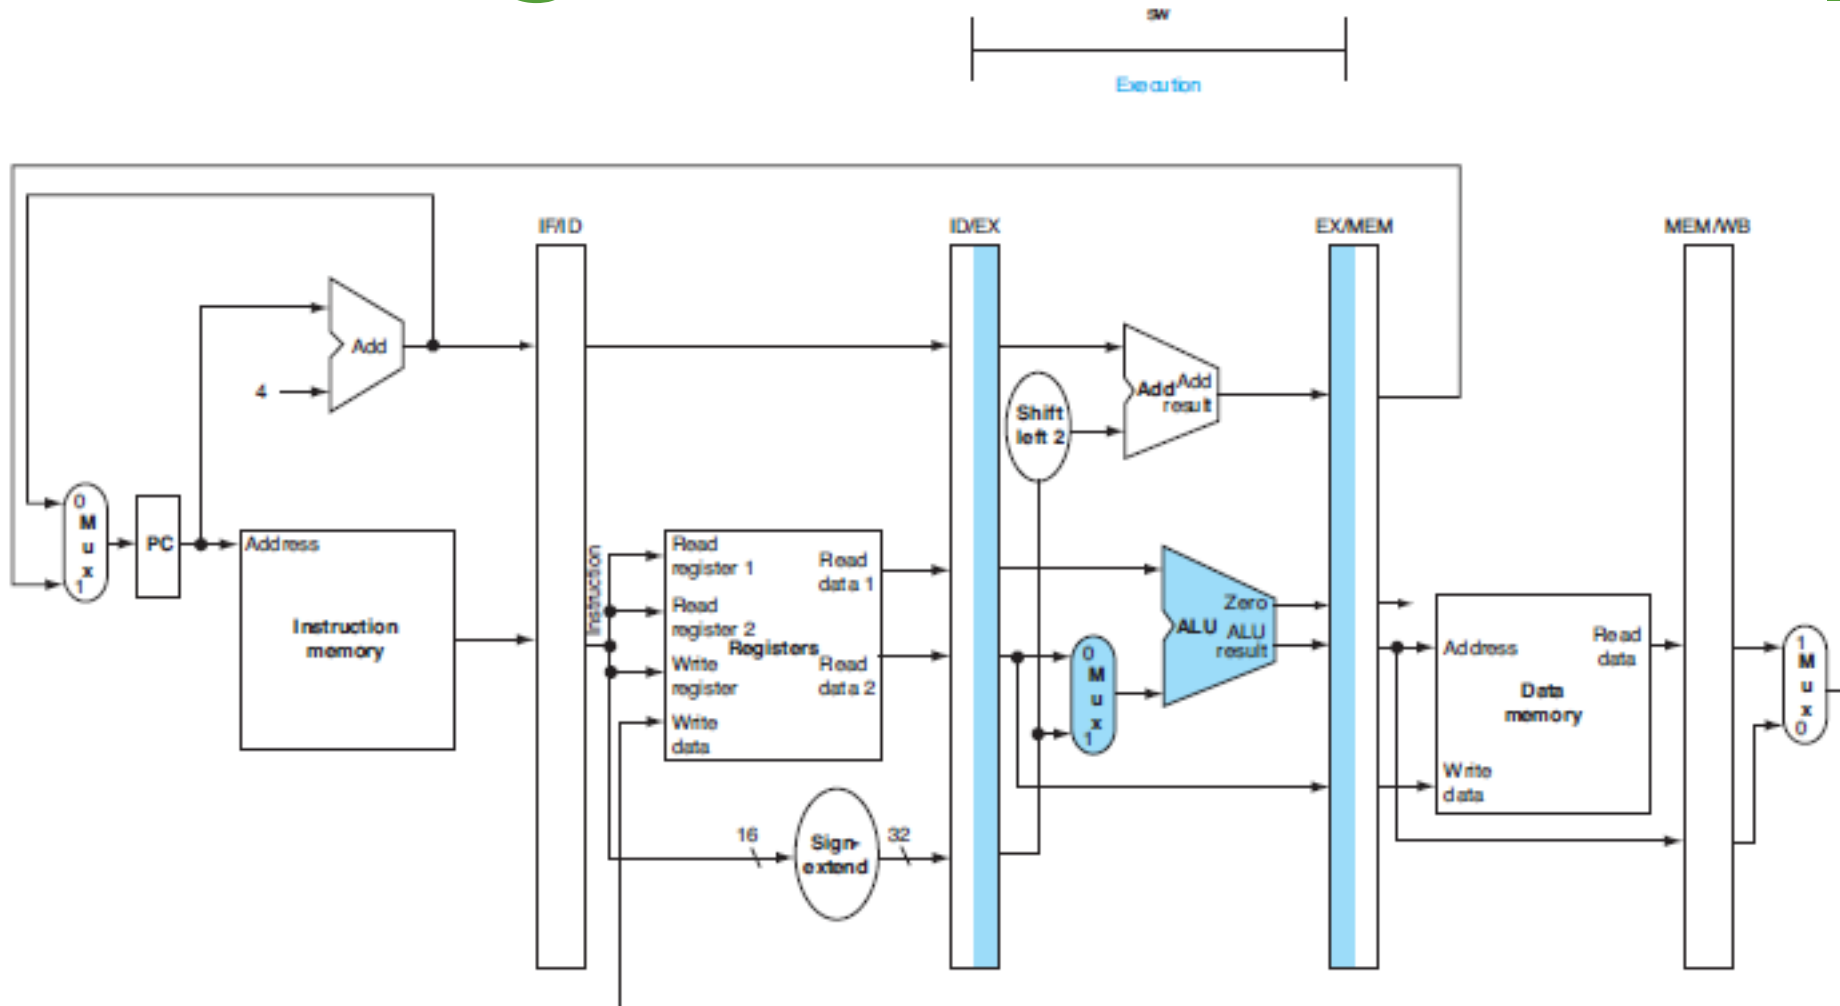 sw
Execution
IF/ID
ID/EX
EX/MEM
MEM/WB
Add
4
Add Add
result
Shift
left 2
0
M
u
x
1
PC
Address
Instruction
memory
Instruction
Read
register 1
Read
data 1
Read
register 2
Registers
Write
register
Read
data 2
Write
data
0
M
u
x
1
Zero
ALU ALU
result
Address
Read
data
Data
memory
Write
data
1
M
u
x
0
16
Sign-
extend
32